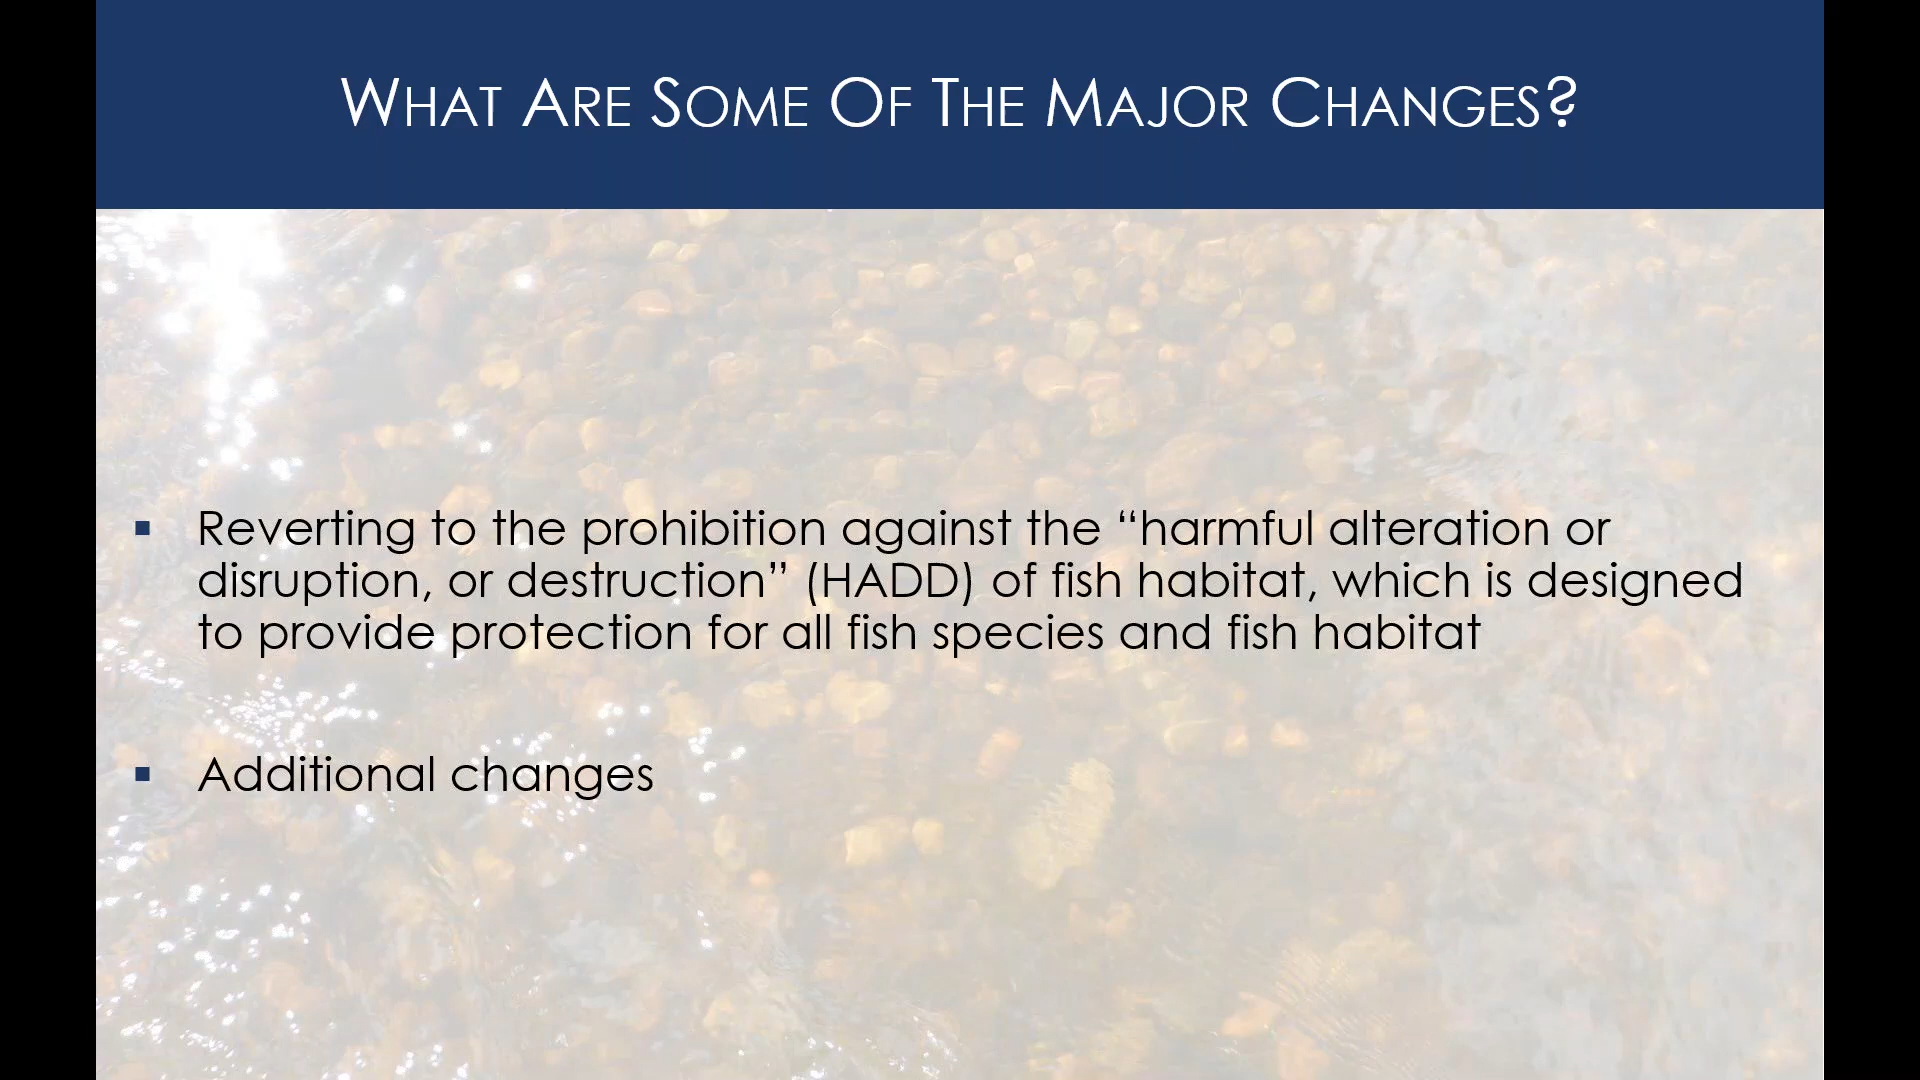 What Are Some Of The Major Changes?
Reverting to the prohibition against the “harmful alteration or
disruption, or destruction” (HADD) of fish habitat, which is designed
to provide protection for all fish species and fish habitat
Additional changes